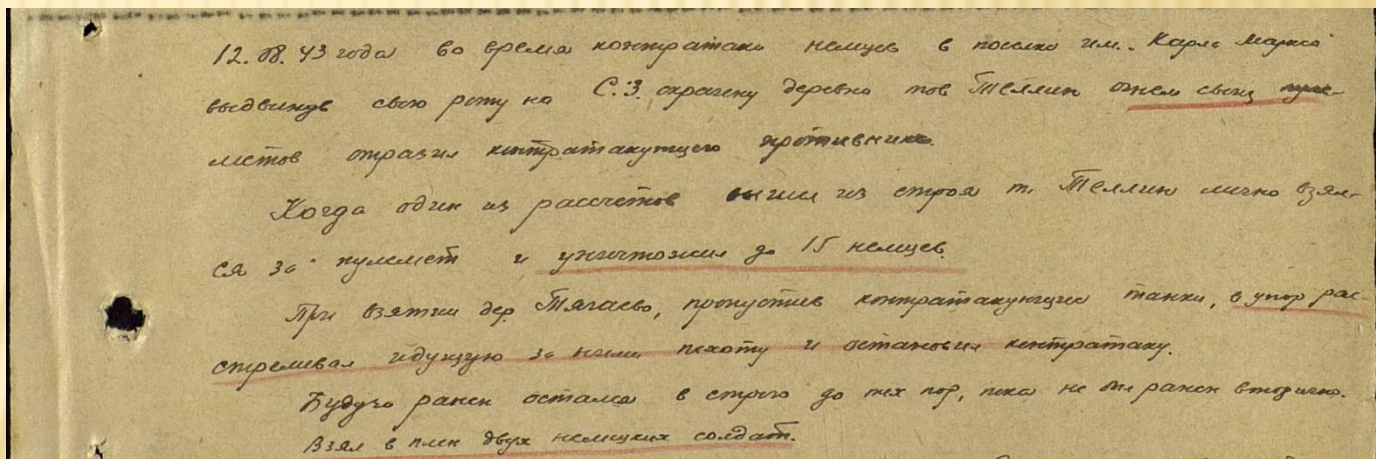 12.08.43 года во время контратаки немцев в поселке им. Карла Маркса
выдвинув свою роту на С.З. окраину деревни тов Теллин огнем своих пуле-
метов отразил контратакующего противника.
Когда один из рассчетов вышел из строя т. Теллин лично взял-
ся за пулемет и уничтожил до 15 немцев.
При взятии дер. Тягаево, пропустив контратакующие танки, в упор рас-
стреливал идущую за ними пехоту и остановил контратаку.
Будучи ранен остался в строю до тех пор, пока не был ранен вторично.
Взял в плен двух немецких солдат.